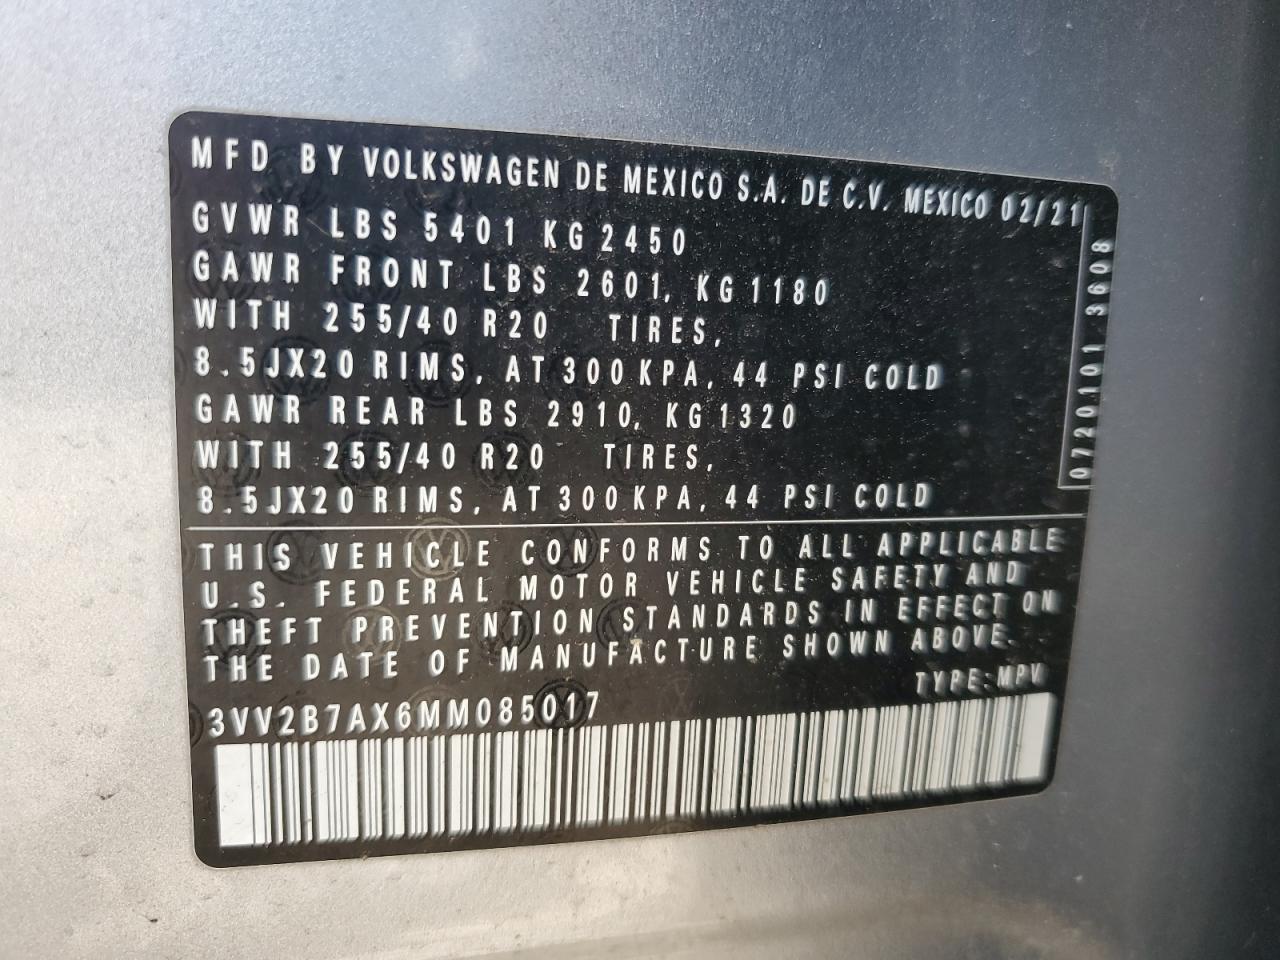 MFD BY VOLKSWAGEN DE MEXICO S.A. DE C.V. MEXICO 02/21
GVWR LBS 5401 KG 2450
GAWR FRONT LBS 2601, KG 1180
WITH 255/40 R20 TIRES,
8.5JX20 RIMS, AT 300 KPA, 44 PSI COLD
GAWR REAR LBS 2910, KG 1320
WITH 255/40 R20 TIRES,
8.5JX20 RIMS, AT 300 KPA, 44 PSI COLD
0720101 3608
THIS VEHICLE CONFORMS TO ALL APPLICABLE
U.S. FEDERAL MOTOR VEHICLE SAFETY AND
THEFT PREVENTION STANDARDS IN EFFECT ON
THE DATE OF MANUFACTURE SHOWN ABOVE.
TYPE: MPV
3VV2B7AX6MM085017